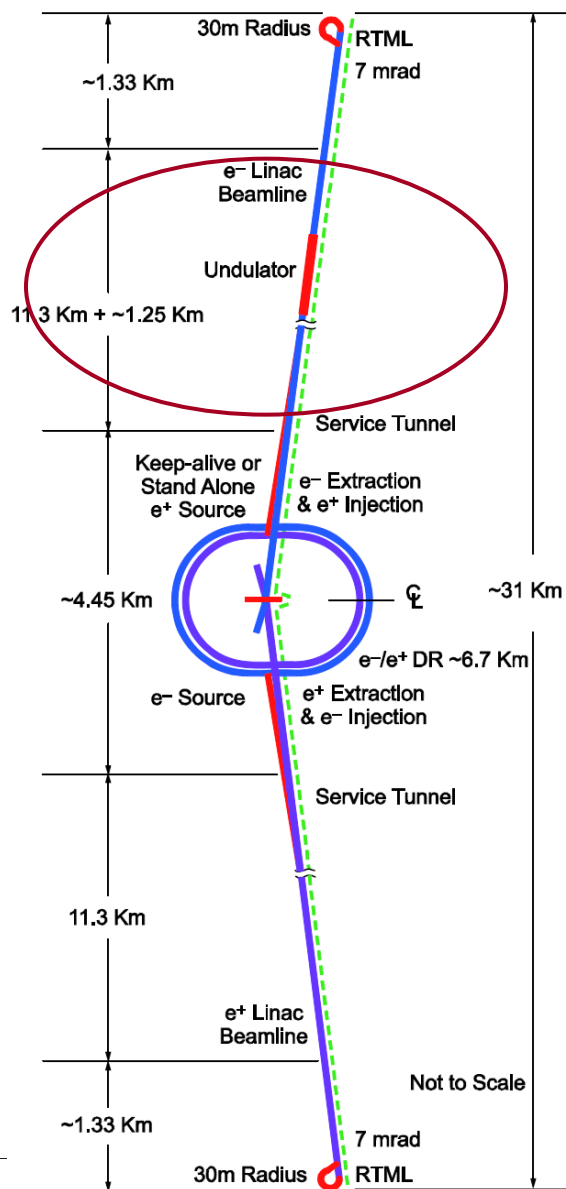 30m Radius
RTML
7 mrad
~1.33 Km
e– Linac
Beamline
Undulator
11.3 Km + ~1.25 Km
Service Tunnel
Keep-alive or
Stand Alone
e+ Source
e– Extraction
& e+ Injection
~4.45 Km
℄
~31 Km
e–/e+ DR ~6.7 Km
e– Source
e+ Extraction
& e– Injection
Service Tunnel
11.3 Km
e+ Linac
Beamline
Not to Scale
~1.33 Km
7 mrad
30m Radius
RTML